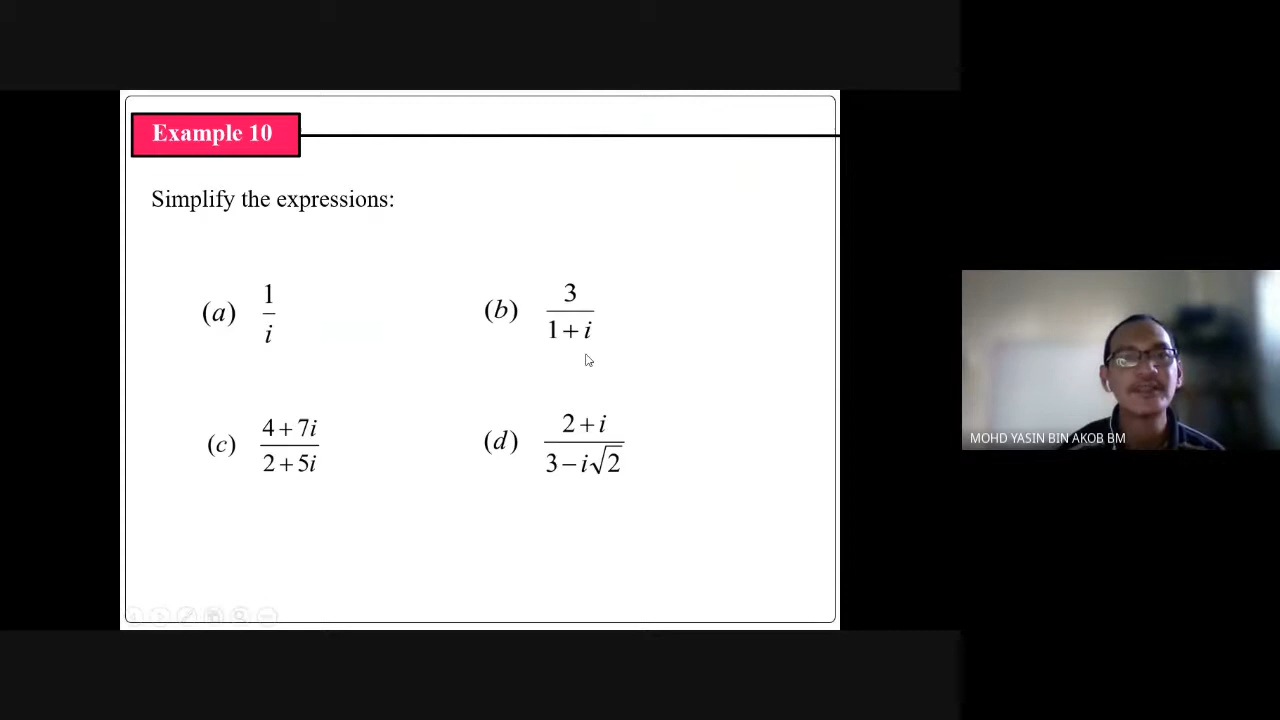 Example 10
Simplify the expressions:
(a) 1/i
(b) 3/(1+i)
(c) (4+7i)/(2+5i)
(d) (2+i)/(3−i√2)
MOHD YASIN BIN AKOB BM